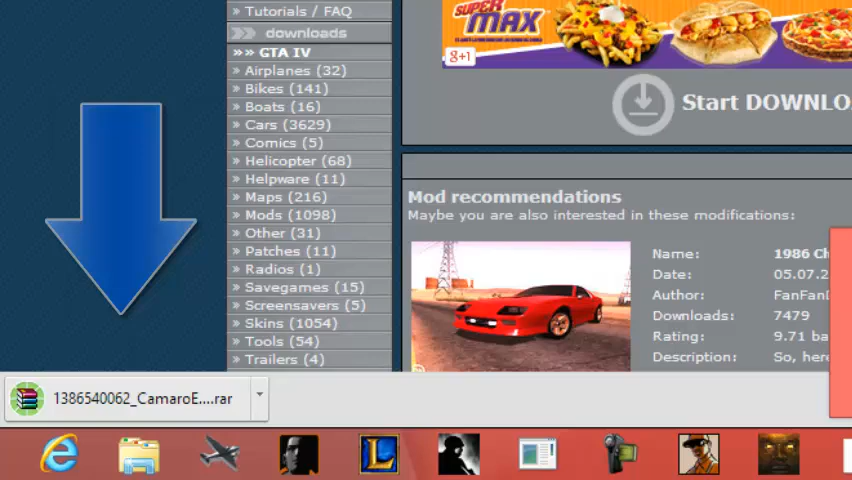 » Tutorials / FAQ
downloads
»» GTA IV
» Airplanes (32)
» Bikes (141)
» Boats (16)
» Cars (3629)
» Comics (5)
» Helicopter (68)
» Helpware (11)
» Maps (216)
» Mods (1098)
» Other (31)
» Patches (11)
» Radios (1)
» Savegames (15)
» Screensavers (5)
» Skins (1054)
» Tools (54)
» Trailers (4)
SUPER
MAX
g+1
Start DOWNLO
Mod recommendations
Maybe you are also interested in these modifications:
Name: 1986 Ch
Date: 05.07.2
Author: FanFan
Downloads: 7479
Rating: 9.71 ba
Description: So, here
1386540062_CamaroE....rar